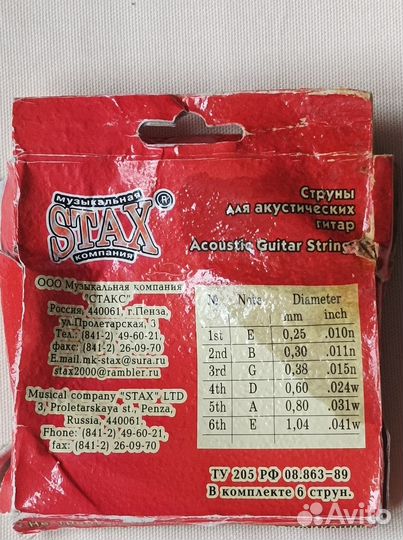 музыкальная
STAX®
компания
Струны
для акустических
гитар
Acoustic Guitar String
ООО Музыкальная компания
"СТАКС"
Россия, 440061, г.Пенза,
ул.Пролетарская, 3
Тел.: (841-2) 49-60-21,
факс: (841-2) 26-09-70
E.mail.mk-stax@sura.ru
stax2000@rambler.ru
Musical company "STAX", LTD
3, Proletarskaya st., Penza,
Russia, 440061,
Fhone: (841-2) 49-60-21,
fax: (841-2) 26-09-70
№ Nota Diameter
mm inch
1st E 0,25 .010n
2nd B 0,30 .011n
3rd G 0,38 .015n
4th D 0,60 .024w
5th A 0,80 .031w
6th E 1,04 .041w
ТУ 205 РФ 08.863-89
В комплекте 6 струн.
Avito